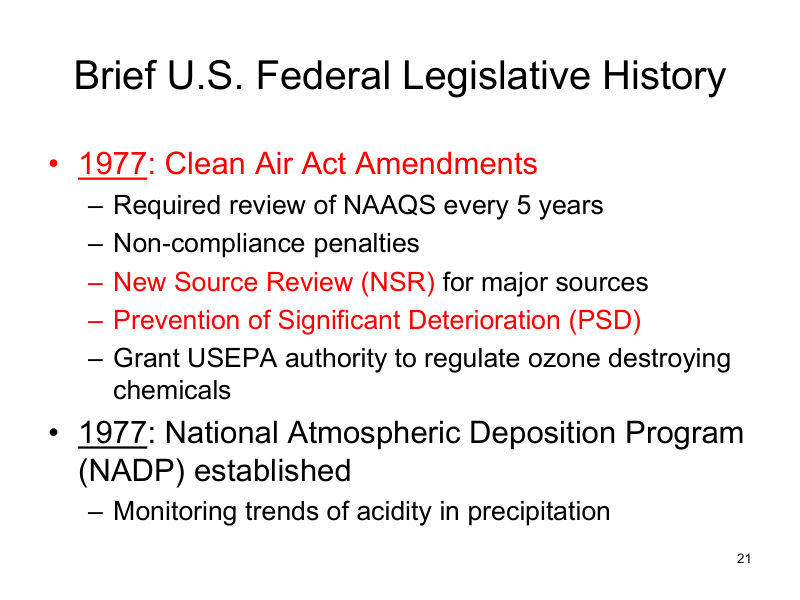 Brief U.S. Federal Legislative History
• 1977: Clean Air Act Amendments
– Required review of NAAQS every 5 years
– Non-compliance penalties
– New Source Review (NSR) for major sources
– Prevention of Significant Deterioration (PSD)
– Grant USEPA authority to regulate ozone destroying
chemicals
• 1977: National Atmospheric Deposition Program
(NADP) established
– Monitoring trends of acidity in precipitation
21